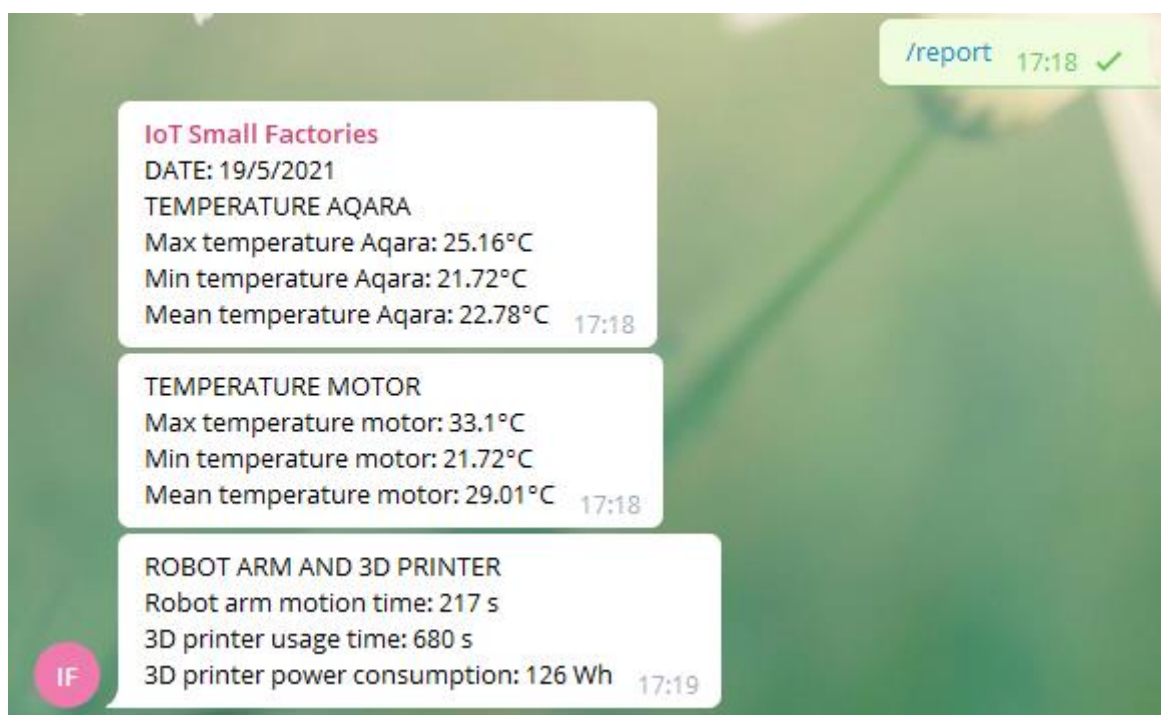 /report 17:18
IoT Small Factories
DATE: 19/5/2021
TEMPERATURE AQARA
Max temperature Aqara: 25.16°C
Min temperature Aqara: 21.72°C
Mean temperature Aqara: 22.78°C 17:18
TEMPERATURE MOTOR
Max temperature motor: 33.1°C
Min temperature motor: 21.72°C
Mean temperature motor: 29.01°C 17:18
ROBOT ARM AND 3D PRINTER
Robot arm motion time: 217 s
3D printer usage time: 680 s
IF 3D printer power consumption: 126 Wh 17:19